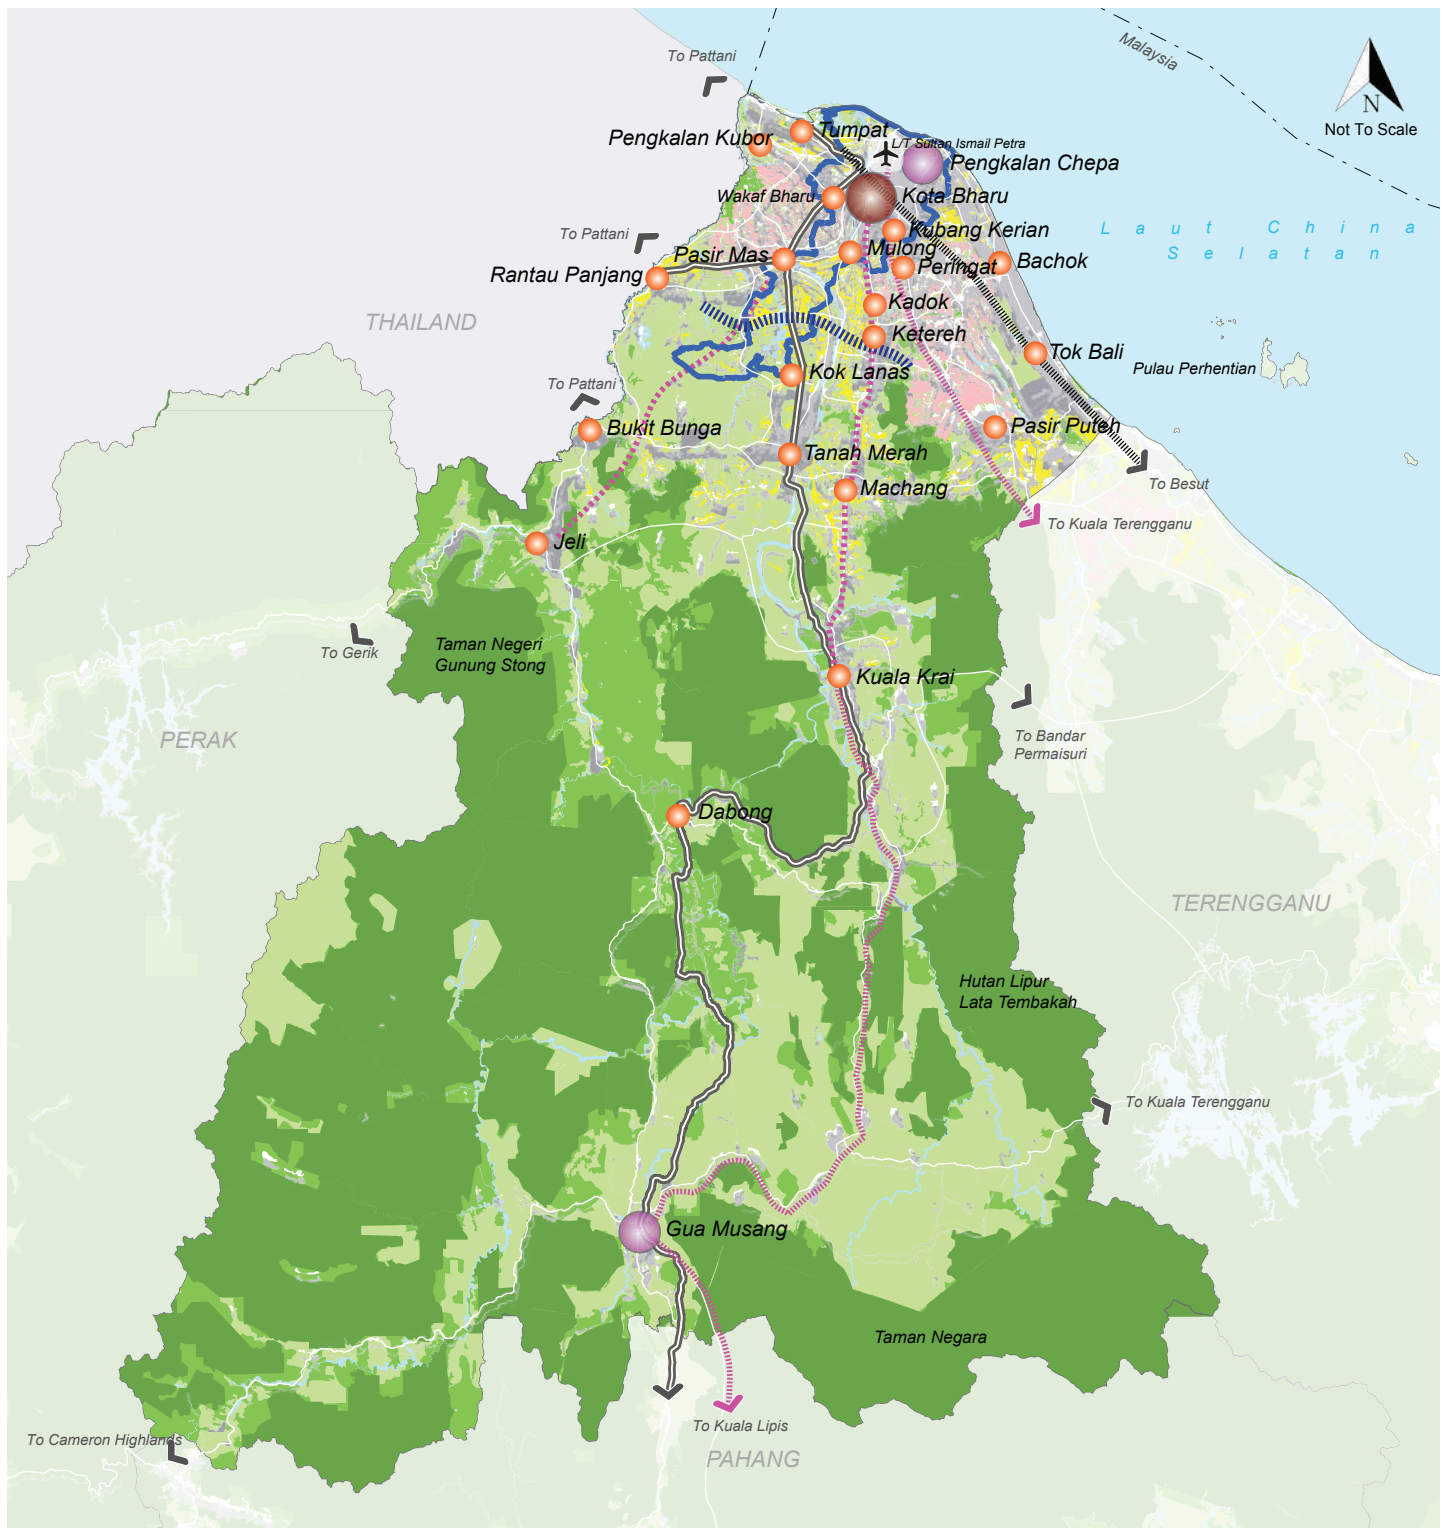 To Pattani
Malaysia
N
Not To Scale
Tumpat
Pengkalan Kubor
L/T Sultan Ismail Petra
Pengkalan Chepa
Wakaf Bharu
Kota Bharu
To Pattani
Kubang Kerian
Laut China
Selatan
Pasir Mas
Mulong
Peringat
Bachok
Rantau Panjang
Kadok
THAILAND
Ketereh
Tok Bali
Pulau Perhentian
Kok Lanas
To Pattani
Bukit Bunga
Pasir Puteh
Tanah Merah
To Besut
Machang
To Kuala Terengganu
Jeli
Taman Negeri
Gunung Stong
To Gerik
Kuala Krai
PERAK
To Bandar
Permaisuri
Dabong
TERENGGANU
Hutan Lipur
Lata Tembakah
To Kuala Terengganu
Gua Musang
Taman Negara
To Kuala Lipis
To Cameron Highlands
PAHANG